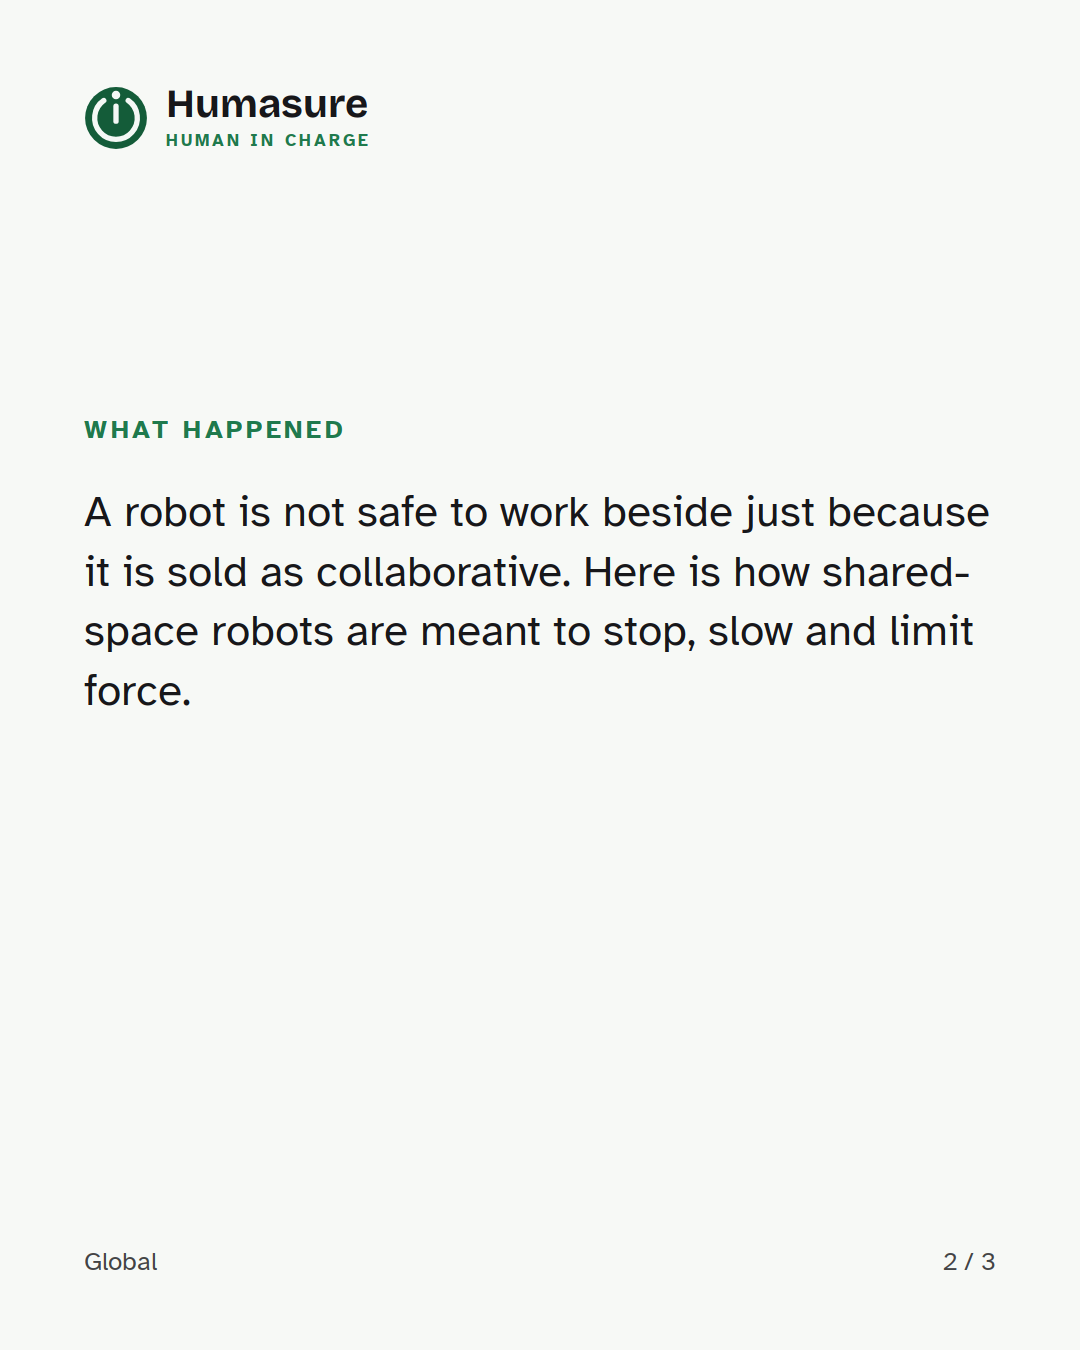 Humasure
HUMAN IN CHARGE
WHAT HAPPENED
A robot is not safe to work beside just because
it is sold as collaborative. Here is how shared-
space robots are meant to stop, slow and limit
force.
Global
2 / 3